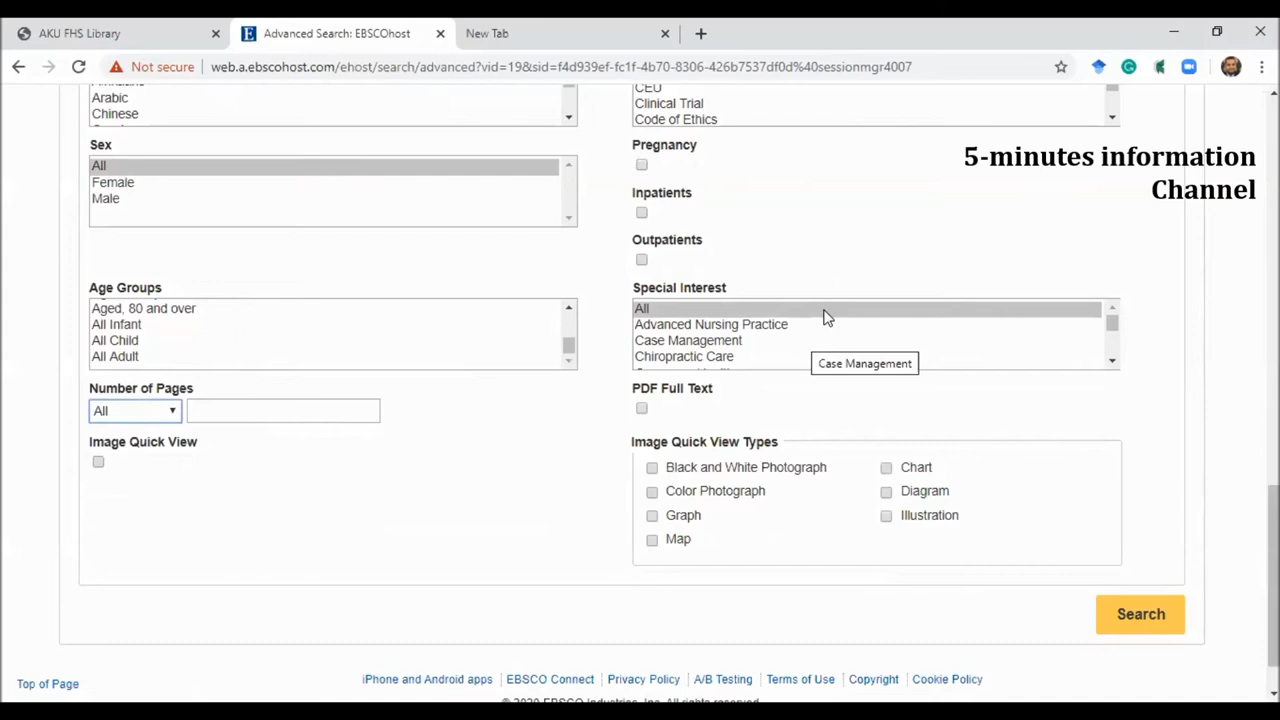 AKU FHS Library
Advanced Search: EBSCOhost
New Tab
Not secure
web.a.ebscohost.com/ehost/search/advanced?vid=19&sid=f4d939ef-fc1f-4b70-8306-426b7537df0d%40sessionmgr4007
Arabic
Chinese
CEU
Clinical Trial
Code of Ethics
5-minutes information
Channel
Sex
All
Female
Male
Pregnancy
Inpatients
Outpatients
Age Groups
Aged, 80 and over
All Infant
All Child
All Adult
Special Interest
All
Advanced Nursing Practice
Case Management
Chiropractic Care
Case Management
Number of Pages
All
PDF Full Text
Image Quick View
Image Quick View Types
Black and White Photograph
Chart
Color Photograph
Diagram
Graph
Illustration
Map
Search
Top of Page
iPhone and Android apps
EBSCO Connect
Privacy Policy
A/B Testing
Terms of Use
Copyright
Cookie Policy
© 2020 EBSCO Industries, Inc. All rights reserved.